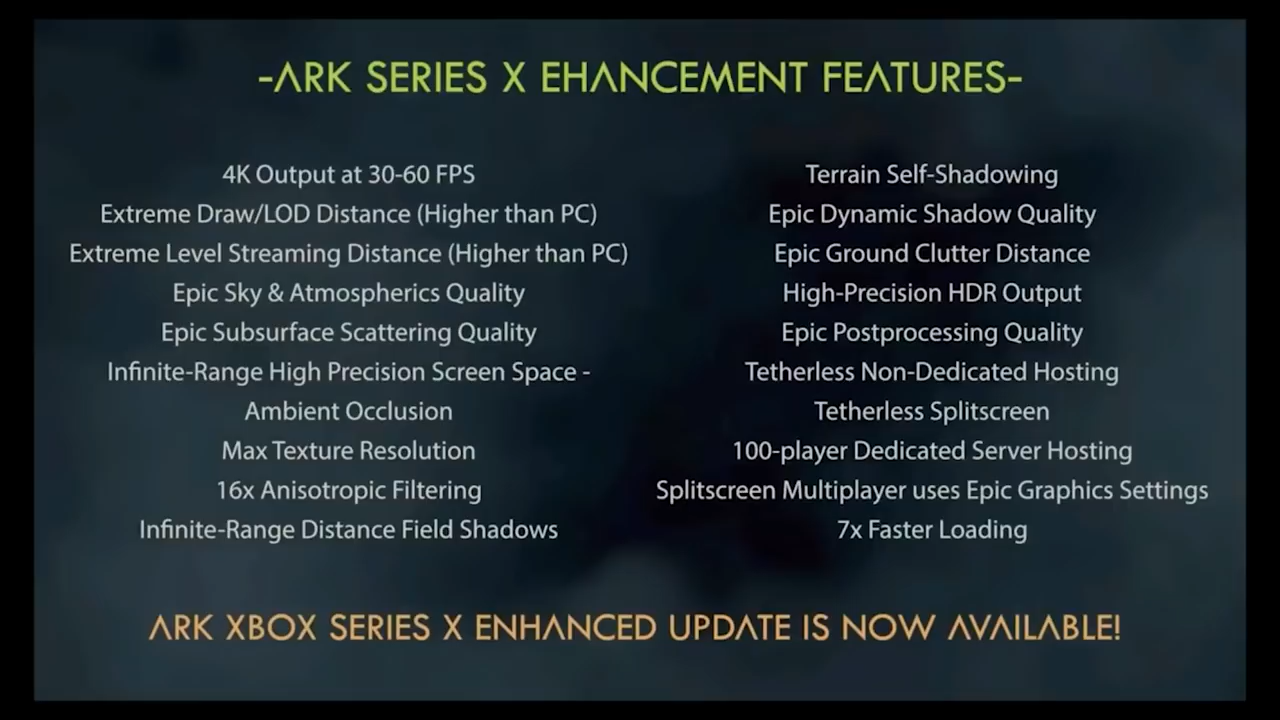 -ARK SERIES X EHANCEMENT FEATURES-
4K Output at 30-60 FPS
Extreme Draw/LOD Distance (Higher than PC)
Extreme Level Streaming Distance (Higher than PC)
Epic Sky & Atmospherics Quality
Epic Subsurface Scattering Quality
Infinite-Range High Precision Screen Space -
Ambient Occlusion
Max Texture Resolution
16x Anisotropic Filtering
Infinite-Range Distance Field Shadows
Terrain Self-Shadowing
Epic Dynamic Shadow Quality
Epic Ground Clutter Distance
High-Precision HDR Output
Epic Postprocessing Quality
Tetherless Non-Dedicated Hosting
Tetherless Splitscreen
100-player Dedicated Server Hosting
Splitscreen Multiplayer uses Epic Graphics Settings
7x Faster Loading
ARK XBOX SERIES X ENHANCED UPDATE IS NOW AVAILABLE!